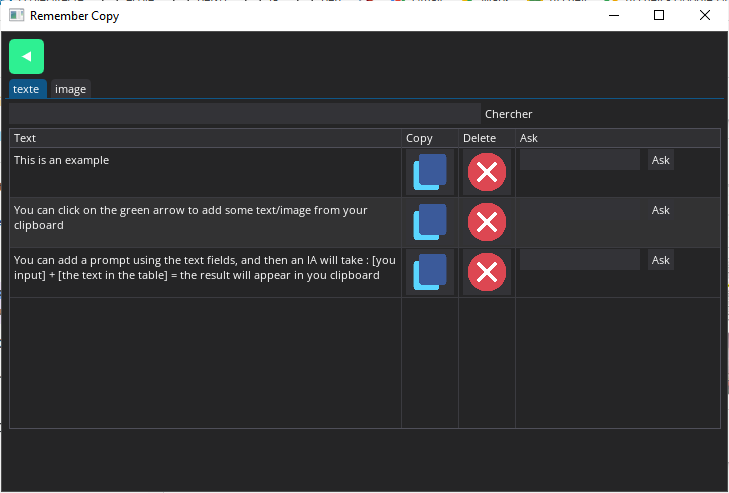 Remember Copy
texte image
Chercher
Text Copy Delete Ask
This is an example
Ask
You can click on the green arrow to add some text/image from your
clipboard
Ask
You can add a prompt using the text fields, and then an IA will take : [you
input] + [the text in the table] = the result will appear in you clipboard
Ask